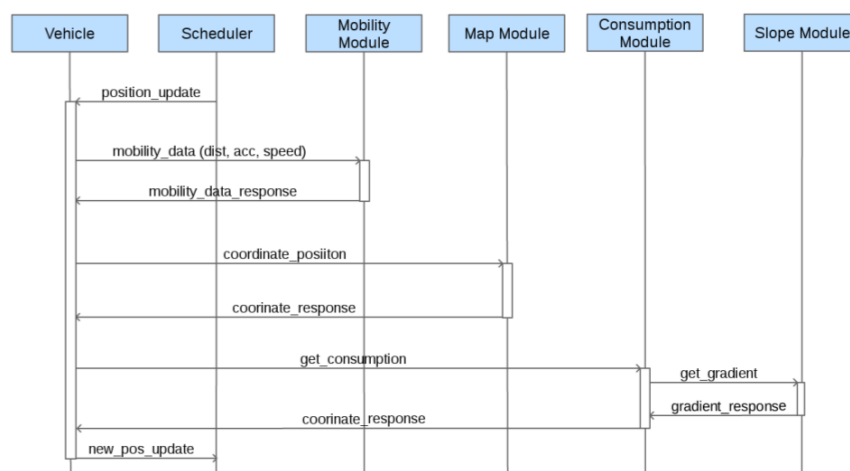 Vehicle
Scheduler
Mobility
Module
Map Module
Consumption
Module
Slope Module
position_update
mobility_data (dist, acc, speed)
mobility_data_response
coordinate_posiiton
coorinate_response
get_consumption
get_gradient
gradient_response
coorinate_response
new_pos_update